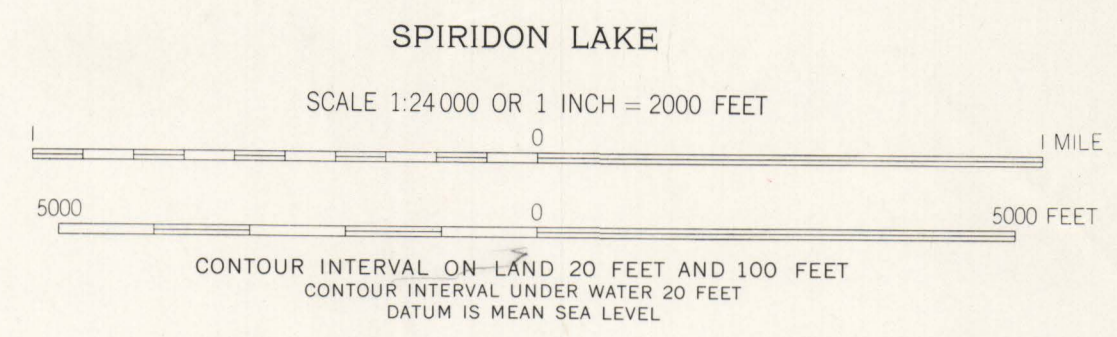 SPIRIDON LAKE
SCALE 1:24000 OR 1 INCH = 2000 FEET
1 0 1 MILE
5000 0 5000 FEET
CONTOUR INTERVAL ON LAND 20 FEET AND 100 FEET
CONTOUR INTERVAL UNDER WATER 20 FEET
DATUM IS MEAN SEA LEVEL